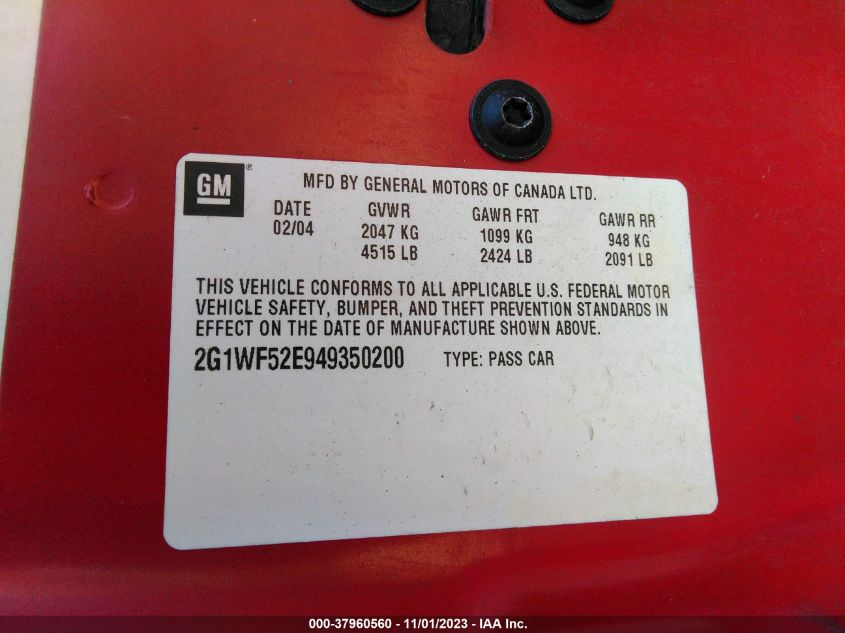 GM®
MFD BY GENERAL MOTORS OF CANADA LTD.
DATE GVWR GAWR FRT GAWR RR
02/04 2047 KG 1099 KG 948 KG
4515 LB 2424 LB 2091 LB
THIS VEHICLE CONFORMS TO ALL APPLICABLE U.S. FEDERAL MOTOR
VEHICLE SAFETY, BUMPER, AND THEFT PREVENTION STANDARDS IN
EFFECT ON THE DATE OF MANUFACTURE SHOWN ABOVE.
2G1WF52E949350200 TYPE: PASS CAR
000-37960560 - 11/01/2023 - IAA Inc.